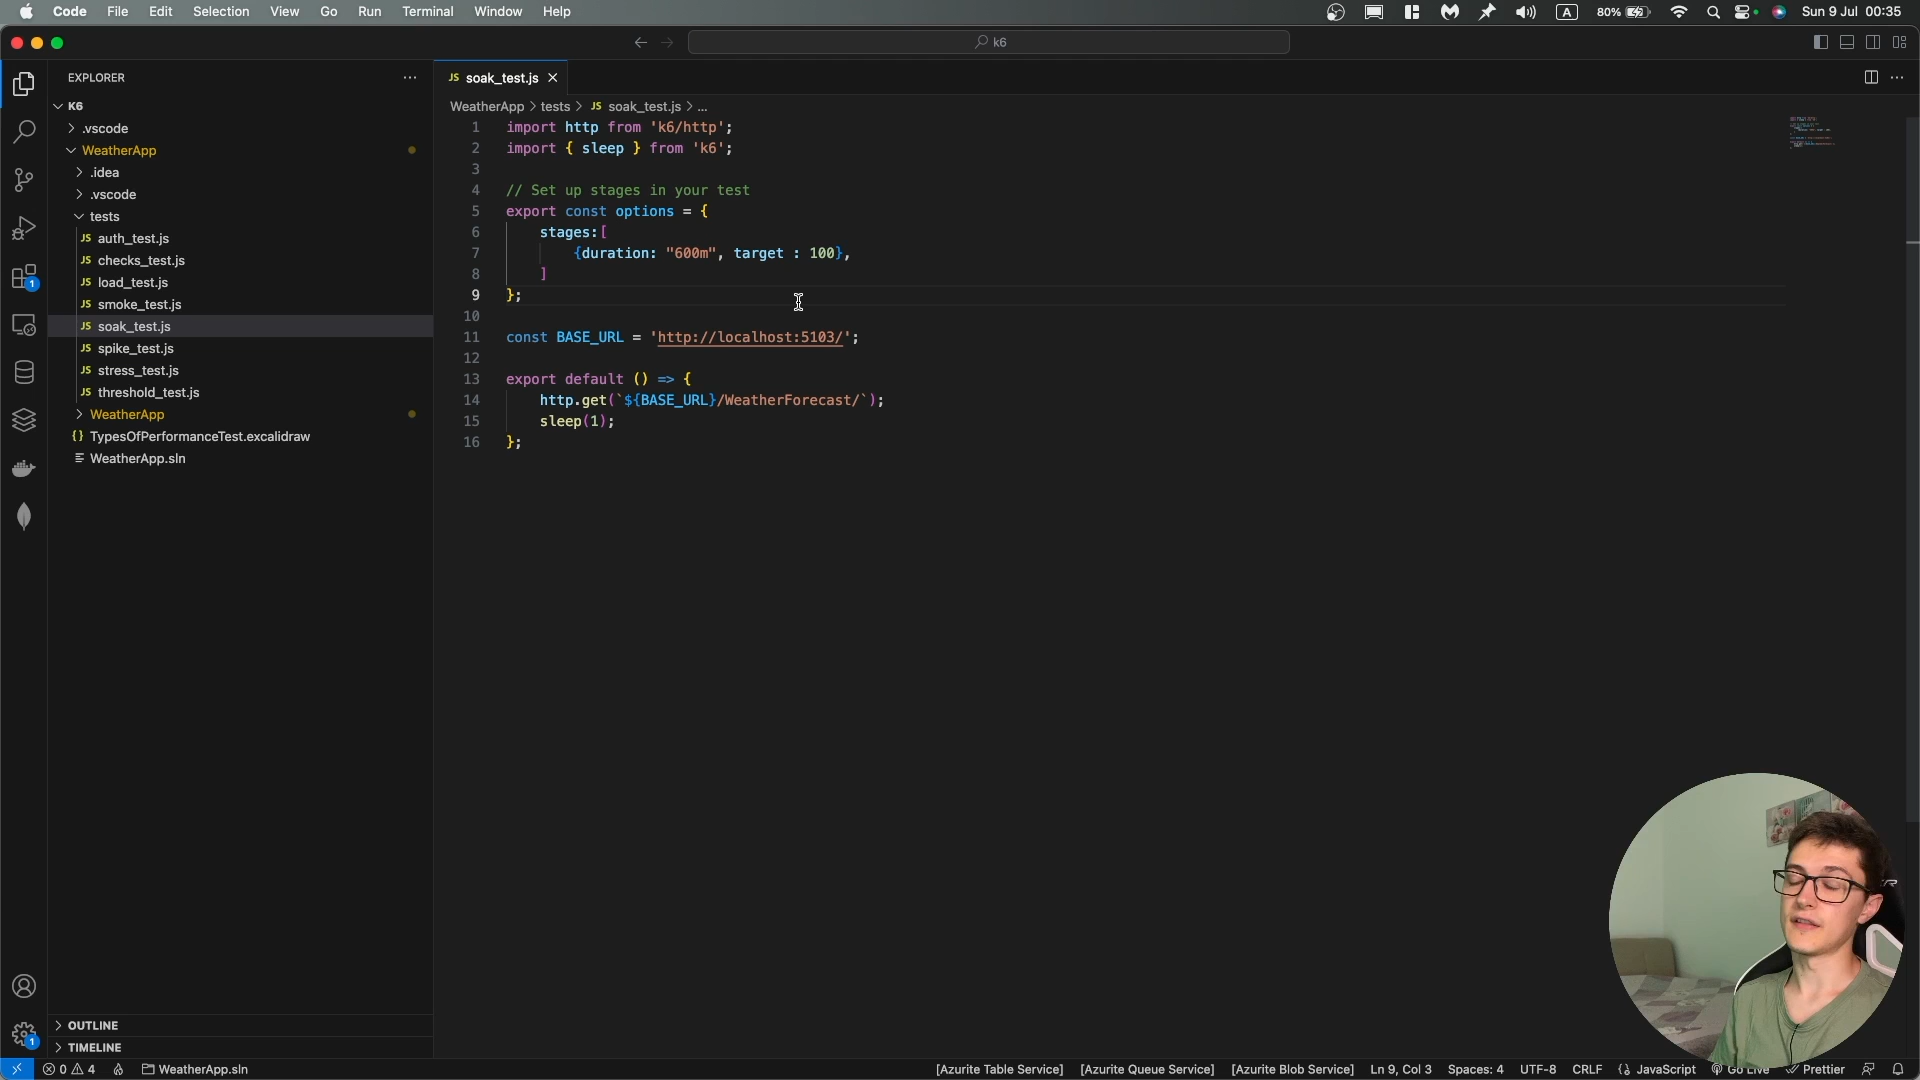 Code File Edit Selection View Go Run Terminal Window Help
A 80% Sun 9 Jul 00:35
k6
EXPLORER
JS soak_test.js
K6
WeatherApp > tests > JS soak_test.js > ...
.vscode
WeatherApp
.idea
.vscode
tests
JS auth_test.js
JS checks_test.js
JS load_test.js
JS smoke_test.js
JS soak_test.js
JS spike_test.js
JS stress_test.js
JS threshold_test.js
WeatherApp
{} TypesOfPerformanceTest.excalidraw
WeatherApp.sln
1 import http from 'k6/http';
2 import { sleep } from 'k6';
3
4 // Set up stages in your test
5 export const options = {
6 stages:[
7 {duration: "600m", target : 100},
8 ]
9 };
10
11 const BASE_URL = 'http://localhost:5103/';
12
13 export default () => {
14 http.get(`${BASE_URL}/WeatherForecast/`);
15 sleep(1);
16 };
1
1
OUTLINE
TIMELINE
0 4 WeatherApp.sln [Azurite Table Service] [Azurite Queue Service] [Azurite Blob Service] Ln 9, Col 3 Spaces: 4 UTF-8 CRLF {} JavaScript Go Live Prettier